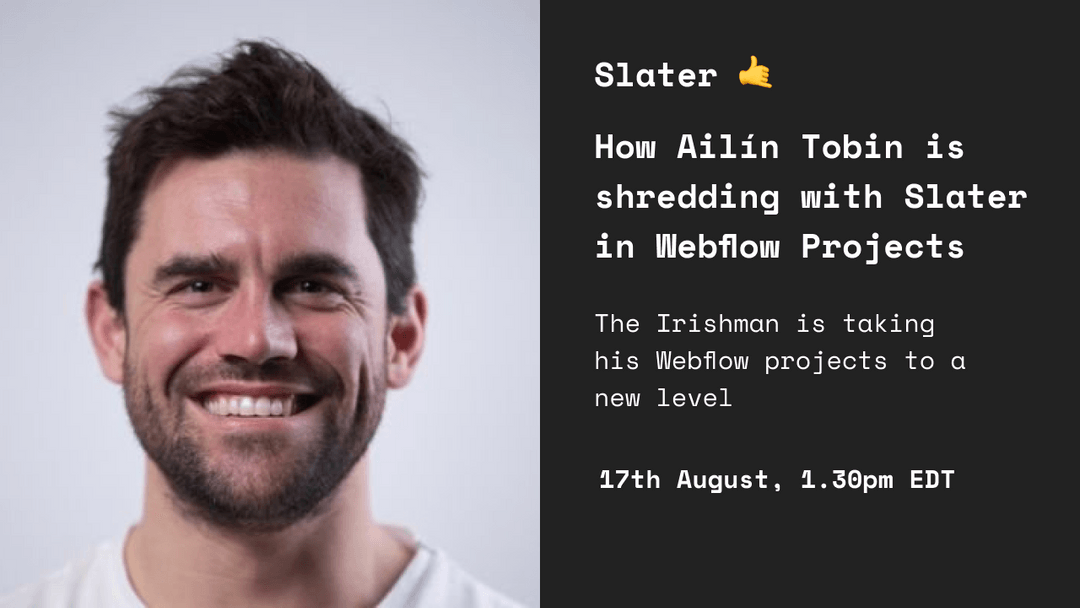 Slater 🤙
How Ailín Tobin is
shredding with Slater
in Webflow Projects
The Irishman is taking
his Webflow projects to a
new level
17th August, 1.30pm EDT